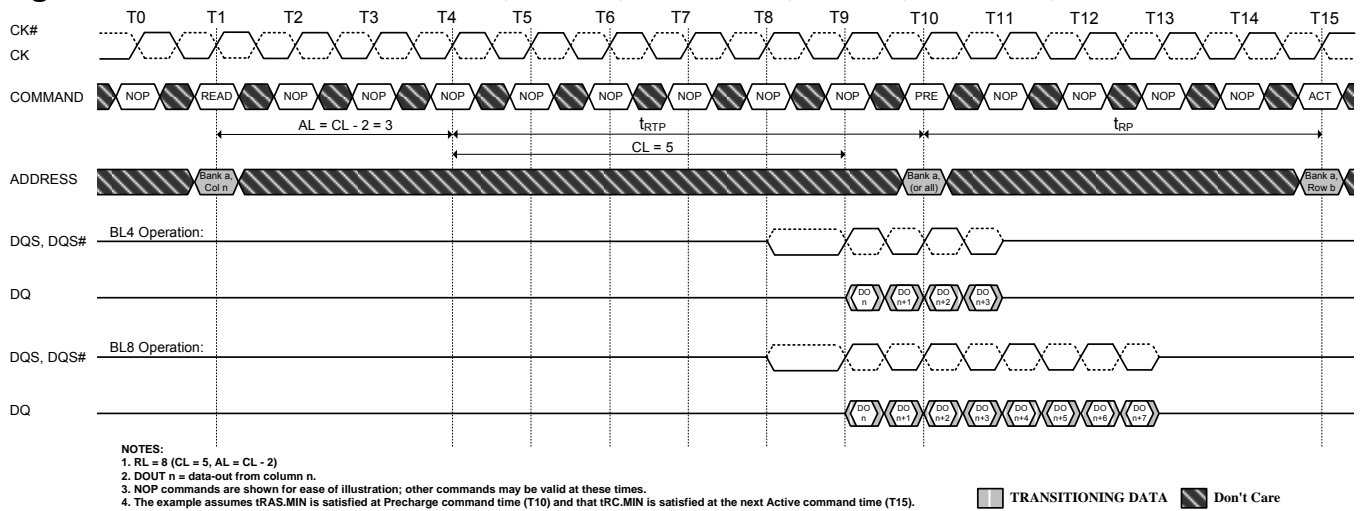 T0 T1 T2 T3 T4 T5 T6 T7 T8 T9 T10 T11 T12 T13 T14 T15
CK#
CK
COMMAND NOP READ NOP NOP NOP NOP NOP NOP NOP NOP PRE NOP NOP NOP NOP ACT
AL = CL - 2 = 3 tRTP tRP
CL = 5
ADDRESS Bank a, Col n Bank a, (or all) Bank a, Row b
BL4 Operation:
DQS, DQS#
DQ DO n DO n+1 DO n+2 DO n+3
BL8 Operation:
DQS, DQS#
DQ DO n DO n+1 DO n+2 DO n+3 DO n+4 DO n+5 DO n+6 DO n+7
NOTES:
1. RL = 8 (CL = 5, AL = CL - 2)
2. DOUT n = data-out from column n.
3. NOP commands are shown for ease of illustration; other commands may be valid at these times.
4. The example assumes tRAS.MIN is satisfied at Precharge command time (T10) and that tRC.MIN is satisfied at the next Active command time (T15).
TRANSITIONING DATA Don't Care